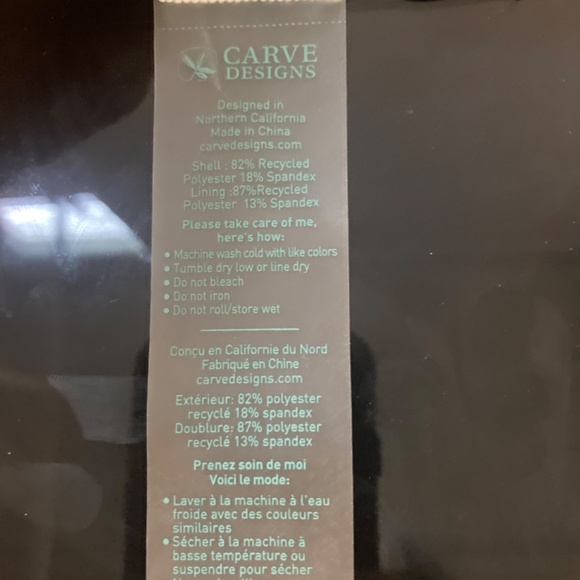 CARVE
DESIGNS
Designed in
Northern California
Made in China
carvedesigns.com
Shell : 82% Recycled
Polyester 18% Spandex
Lining :87%Recycled
Polyester 13% Spandex
Please take care of me,
here's how:
• Machine wash cold with like colors
• Tumble dry low or line dry
• Do not bleach
• Do not iron
• Do not roll/store wet
Conçu en Californie du Nord
Fabriqué en Chine
carvedesigns.com
Extérieur: 82% polyester
recyclé 18% spandex
Doublure: 87% polyester
recyclé 13% spandex
Prenez soin de moi
Voici le mode:
• Laver à la machine à l'eau
froide avec des couleurs
similaires
• Sécher à la machine à
basse température ou
suspendre pour sécher